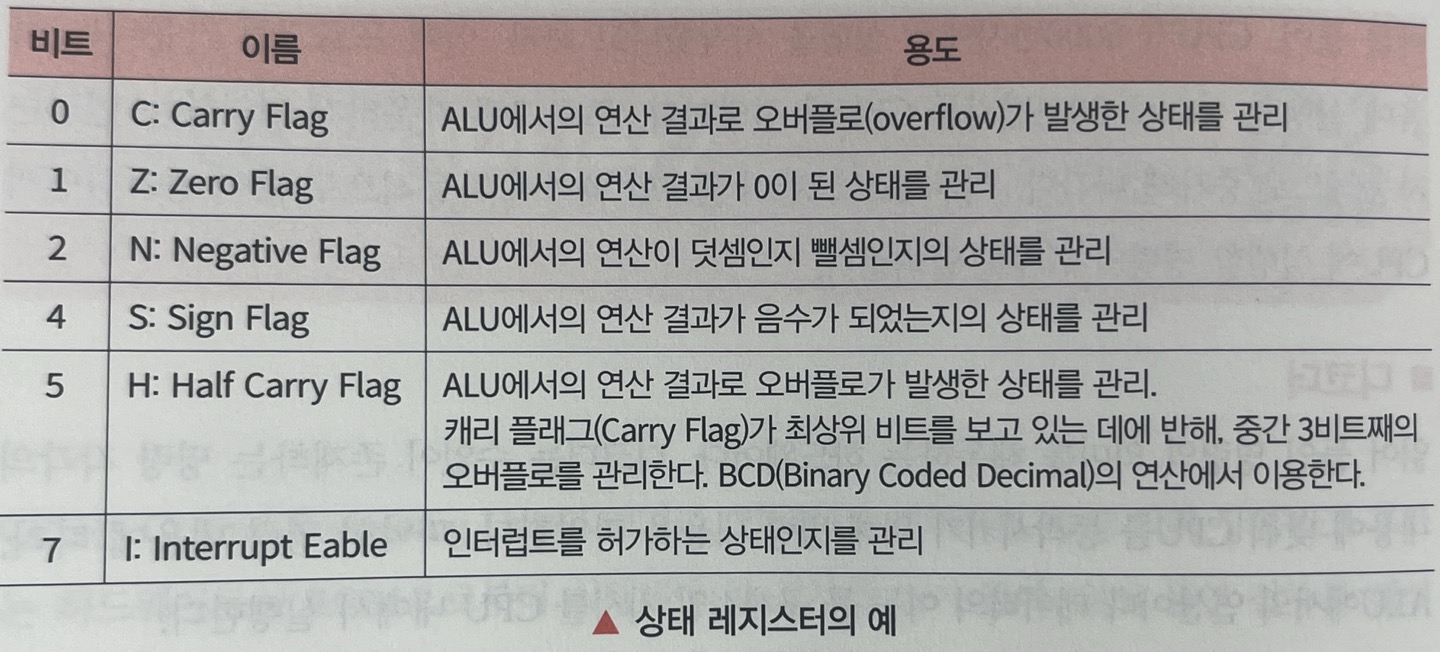 비트 이름 용도
0 C: Carry Flag ALU에서의 연산 결과로 오버플로(overflow)가 발생한 상태를 관리
1 Z: Zero Flag ALU에서의 연산 결과가 0이 된 상태를 관리
2 N: Negative Flag ALU에서의 연산이 덧셈인지 뺄셈인지의 상태를 관리
4 S: Sign Flag ALU에서의 연산 결과가 음수가 되었는지의 상태를 관리
5 H: Half Carry Flag ALU에서의 연산 결과로 오버플로가 발생한 상태를 관리.
캐리 플래그(Carry Flag)가 최상위 비트를 보고 있는 데에 반해, 중간 3비트째의
오버플로를 관리한다. BCD(Binary Coded Decimal)의 연산에서 이용한다.
7 I: Interrupt Eable 인터럽트를 허가하는 상태인지를 관리
▲ 상태 레지스터의 예